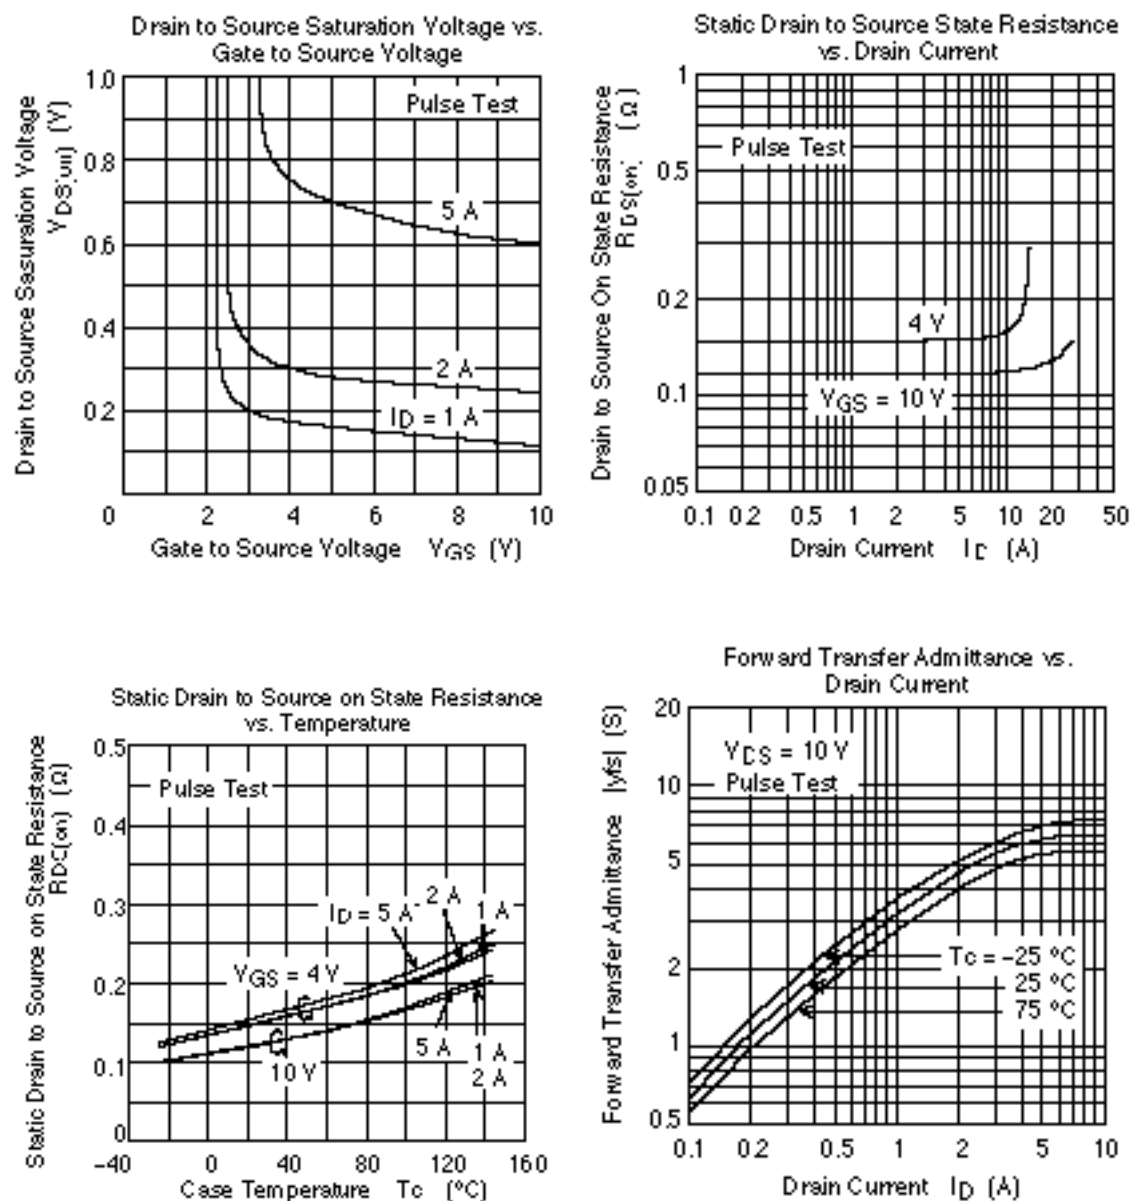 Drain to Source Saturation Voltage vs.
Gate to Source Voltage
Drain to Source Sasuration Voltage
VDS(on) (V)
1.0
0.8
0.6
0.4
0.2
0
2
4
6
8
10
Pulse Test
5 A
2 A
ID = 1 A
Gate to Source Voltage VGS (V)
Static Drain to Source State Resistance
vs. Drain Current
Drain to Source On State Resistance
RDS(on) (Ω)
1
0.5
0.2
0.1
0.05
Pulse Test
4 V
VGS = 10 V
0.1 0.2 0.5 1 2 5 10 20 50
Drain Current ID (A)
Static Drain to Source on State Resistance
vs. Temperature
Static Drain to Source on State Resistance
RDC(on) (Ω)
0.5
0.4
0.3
0.2
0.1
0
Pulse Test
ID = 5 A
2 A
1 A
VGS = 4 V
10 V
5 A
1 A
2 A
−40 0 40 80 120 160
Case Temperature Tc (°C)
Forward Transfer Admittance vs.
Drain Current
Forward Transfer Admittance |yfs| (S)
20
10
5
2
1
0.5
VDS = 10 V
Pulse Test
Tc = −25 °C
25 °C
75 °C
0.1 0.2 0.5 1 2 5 10
Drain Current ID (A)